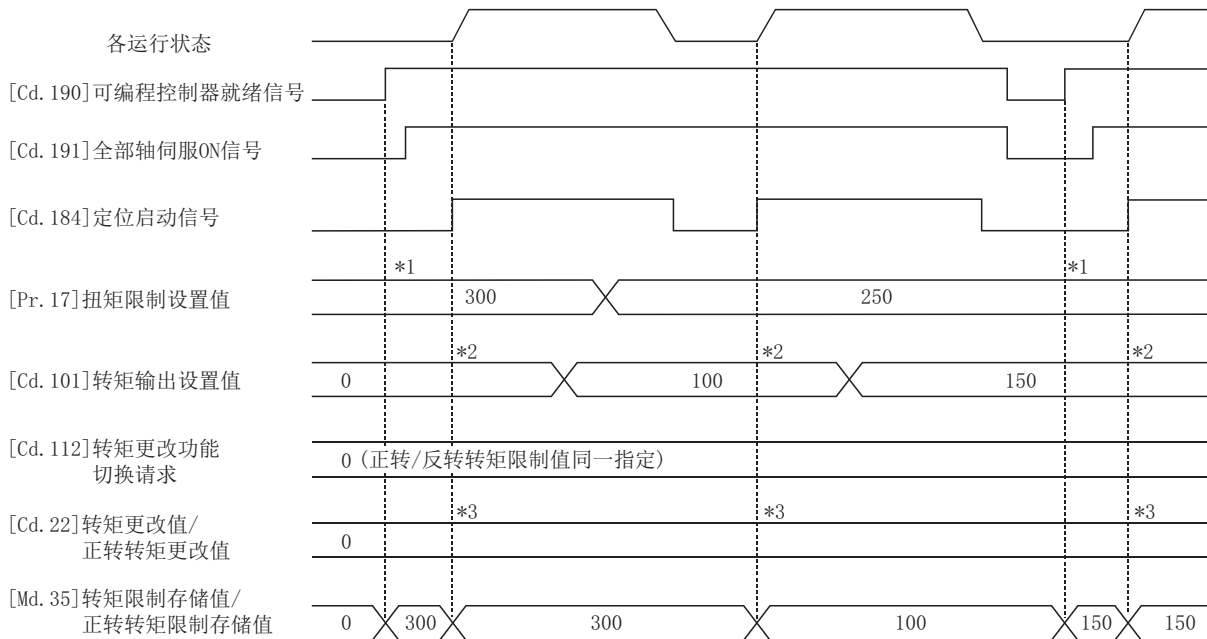 各运行状态
[Cd.190]可编程控制器就绪信号
[Cd.191]全部轴伺服ON信号
[Cd.184]定位启动信号
*1 *1
[Pr.17]扭矩限制设置值 300 250
*2 *2 *2
[Cd.101]转矩输出设置值 0 100 150
[Cd.112]转矩更改功能
切换请求
0 (正转/反转转矩限制值同一指定)
*3 *3 *3
[Cd.22]转矩更改值/
正转转矩更改值
0
[Md.35]转矩限制存储值/
正转转矩限制存储值
0 300 300 100 150 150